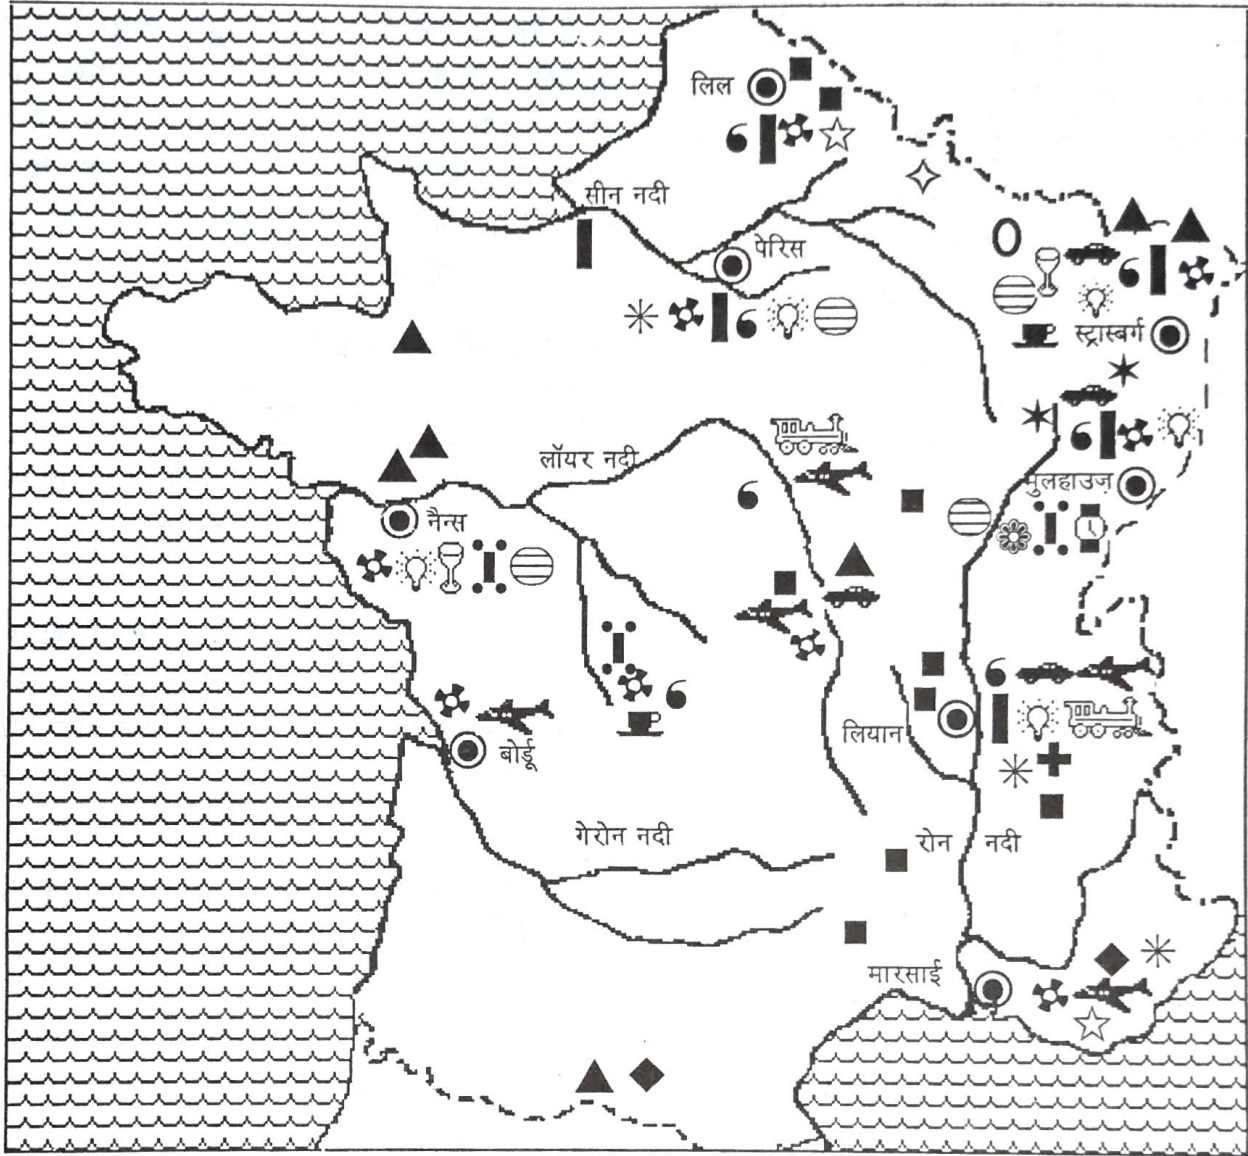 लिल
सीन नदी
पेरिस
स्ट्रास्बर्ग
लॉयर नदी
मुलहाउज़
नैन्स
लियान
बोर्डू
गेरोन नदी
रोन नदी
मारसाई